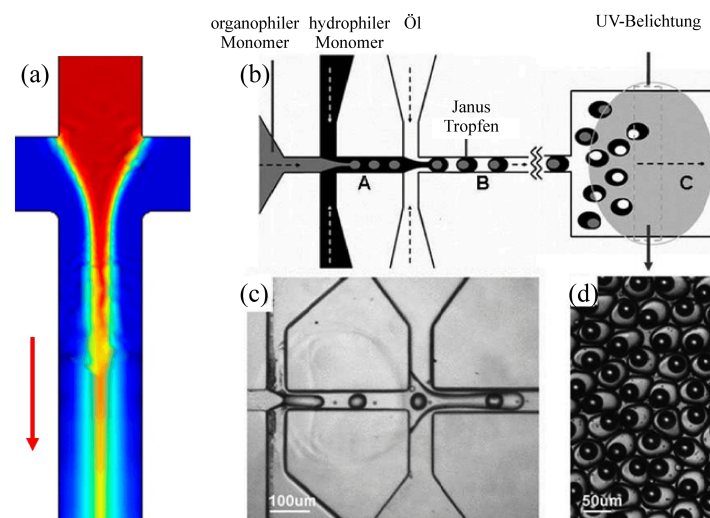 organophiler
Monomer
hydrophiler
Monomer
Öl
UV-Belichtung
(a)
(b)
Janus
Tropfen
A
B
C
(c)
(d)
100um
50um